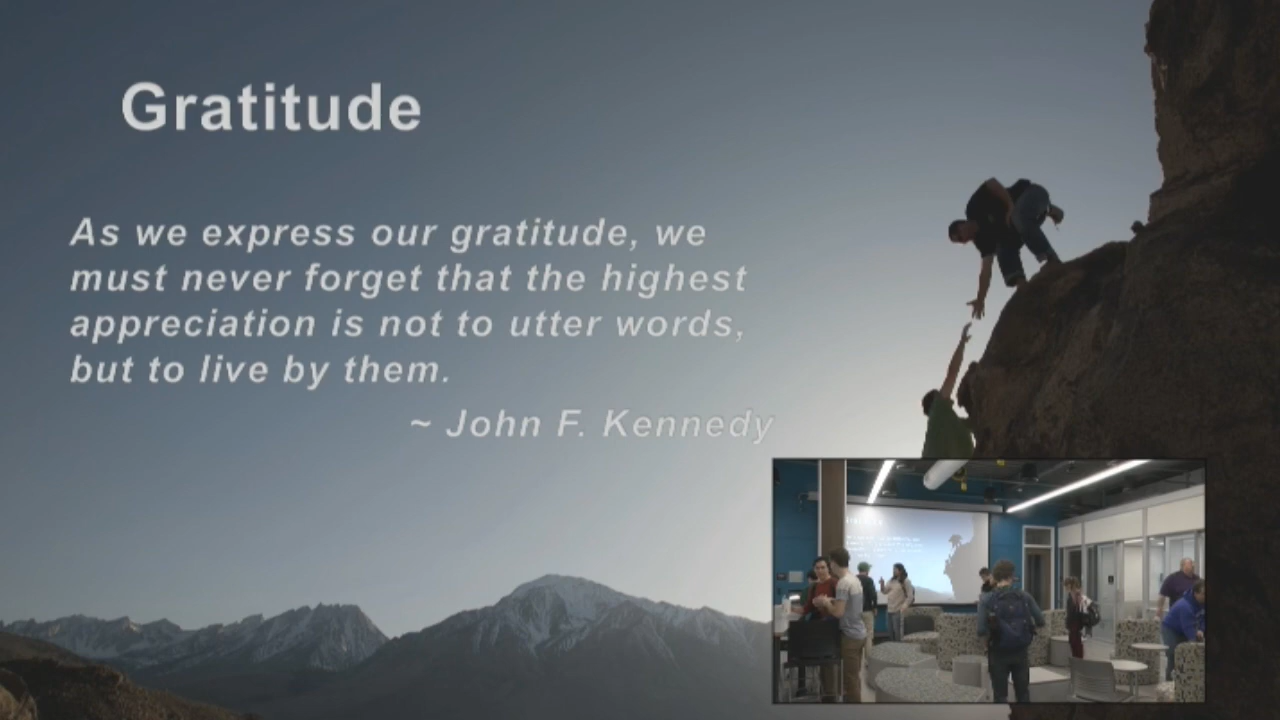 Gratitude
As we express our gratitude, we
must never forget that the highest
appreciation is not to utter words,
but to live by them.
~ John F. Kennedy